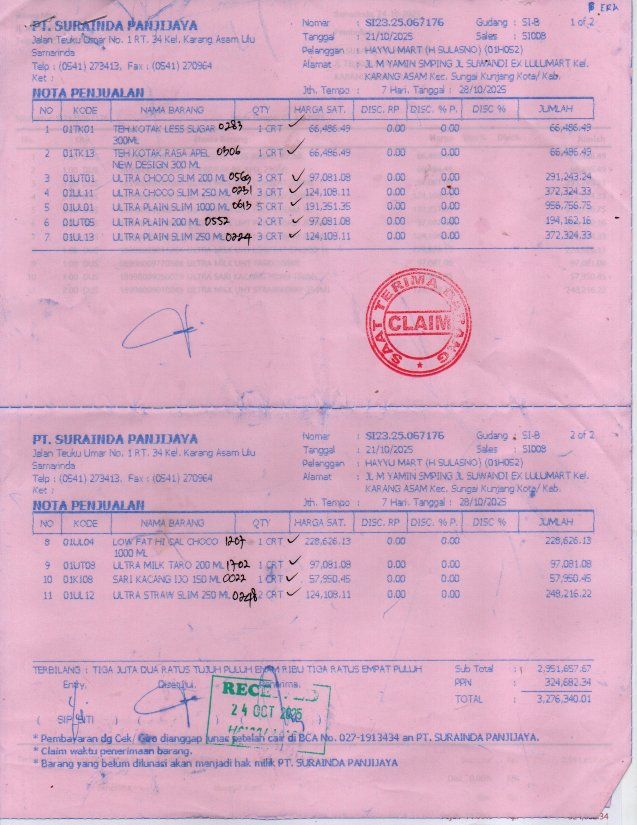 ERA
PT. SURAINDA PANJIJAYA
Jalan Teuku Umar No. 1 RT. 34 Kel. Karang Asam Ulu
Samarinda
Telp : (0541) 273413, Fax : (0541) 270964
Ket :
Nomor : SI23.25.067176 Gudang : SI-B 1 of 2
Tanggal : 21/10/2025 Sales : SI008
Pelanggan : HAYYU MART (H SULASNO) (01H052)
Alamat : JL M YAMIN SMPING JL SUWANDI EX LULUMART Kel.
KARANG ASAM Kec. Sungai Kunjang Kota/ Kab.
NOTA PENJUALAN Jth. Tempo : 7 Hari. Tanggal : 28/10/2025
NO KODE NAMA BARANG QTY HARGA SAT. DISC. RP DISC. % P. DISC % JUMLAH
1 01TK01 TEH KOTAK LESS SUGAR 0283 1 CRT ✓ 66,486.49 0.00 0.00 66,486.49
300ML
2 01TK13 TEH KOTAK RASA APEL 0306 1 CRT ✓ 66,486.49 0.00 0.00 66,486.49
NEW DESIGN 300 ML
3 01UT01 ULTRA CHOCO SLIM 200 ML 0569 3 CRT ✓ 97,081.08 0.00 0.00 291,243.24
4 01UL11 ULTRA CHOCO SLIM 250 ML 0231 3 CRT ✓ 124,108.11 0.00 0.00 372,324.33
5 01UL01 ULTRA PLAIN SLIM 1000 ML 0613 5 CRT ✓ 191,351.35 0.00 0.00 956,756.75
6 01UT05 ULTRA PLAIN 200 ML 0552 2 CRT ✓ 97,081.08 0.00 0.00 194,162.16
7 01UL13 ULTRA PLAIN SLIM 250 ML 0224 3 CRT ✓ 124,108.11 0.00 0.00 372,324.33
SAAT TERIMA BARANG
CLAIM
PT. SURAINDA PANJIJAYA
Jalan Teuku Umar No. 1 RT. 34 Kel. Karang Asam Ulu
Samarinda
Telp : (0541) 273413, Fax : (0541) 270964
Ket :
Nomor : SI23.25.067176 Gudang : SI-B 2 of 2
Tanggal : 21/10/2025 Sales : SI008
Pelanggan : HAYYU MART (H SULASNO) (01H052)
Alamat : JL M YAMIN SMPING JL SUWANDI EX LULUMART Kel.
KARANG ASAM Kec. Sungai Kunjang Kota/ Kab.
NOTA PENJUALAN Jth. Tempo : 7 Hari. Tanggal : 28/10/2025
NO KODE NAMA BARANG QTY HARGA SAT. DISC. RP DISC. % P. DISC % JUMLAH
8 01UL04 LOW FAT HI CAL CHOCO 1207 1 CRT ✓ 228,626.13 0.00 0.00 228,626.13
1000 ML
9 01UT08 ULTRA MILK TARO 200 ML 1702 1 CRT ✓ 97,081.08 0.00 0.00 97,081.08
10 01KI08 SARI KACANG IJO 150 ML 0022 1 CRT ✓ 57,950.45 0.00 0.00 57,950.45
11 01UL12 ULTRA STRAW SLIM 250 ML 0248 2 CRT ✓ 124,108.11 0.00 0.00 248,216.22
TERBILANG : TIGA JUTA DUA RATUS TUJUH PULUH ENAM RIBU TIGA RATUS EMPAT PULUH
Sub Total : 2,951,657.67
PPN : 324,682.34
TOTAL 3,276,340.01
Entry, Disetujui, Penerima,
RECEIVED
24 OCT 2025
( SIP SITI ) ( ) ( )
* Pembayaran dg Cek/ Giro dianggap lunas setelah cair di BCA No. 027-1913434 an PT. SURAINDA PANJIJAYA.
* Claim waktu penerimaan barang.
* Barang yang belum dilunasi akan menjadi hak milik PT. SURAINDA PANJIJAYA